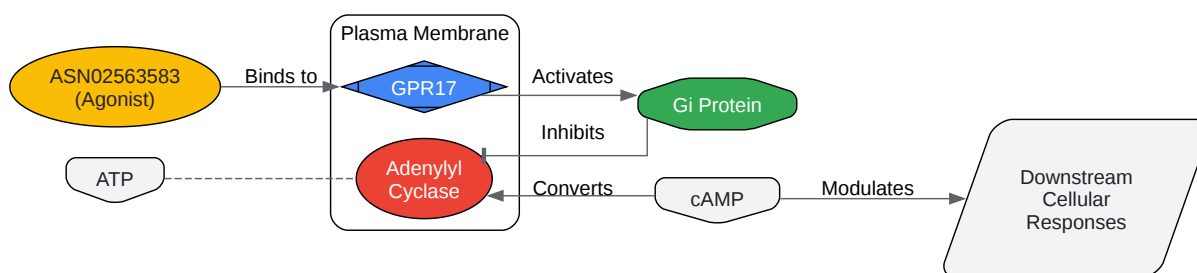 Plasma Membrane
ASN02563583
(Agonist)
Binds to
GPR17
Activates
Gi Protein
Inhibits
ATP
Adenylyl
Cyclase
Converts
cAMP
Modulates
Downstream
Cellular
Responses